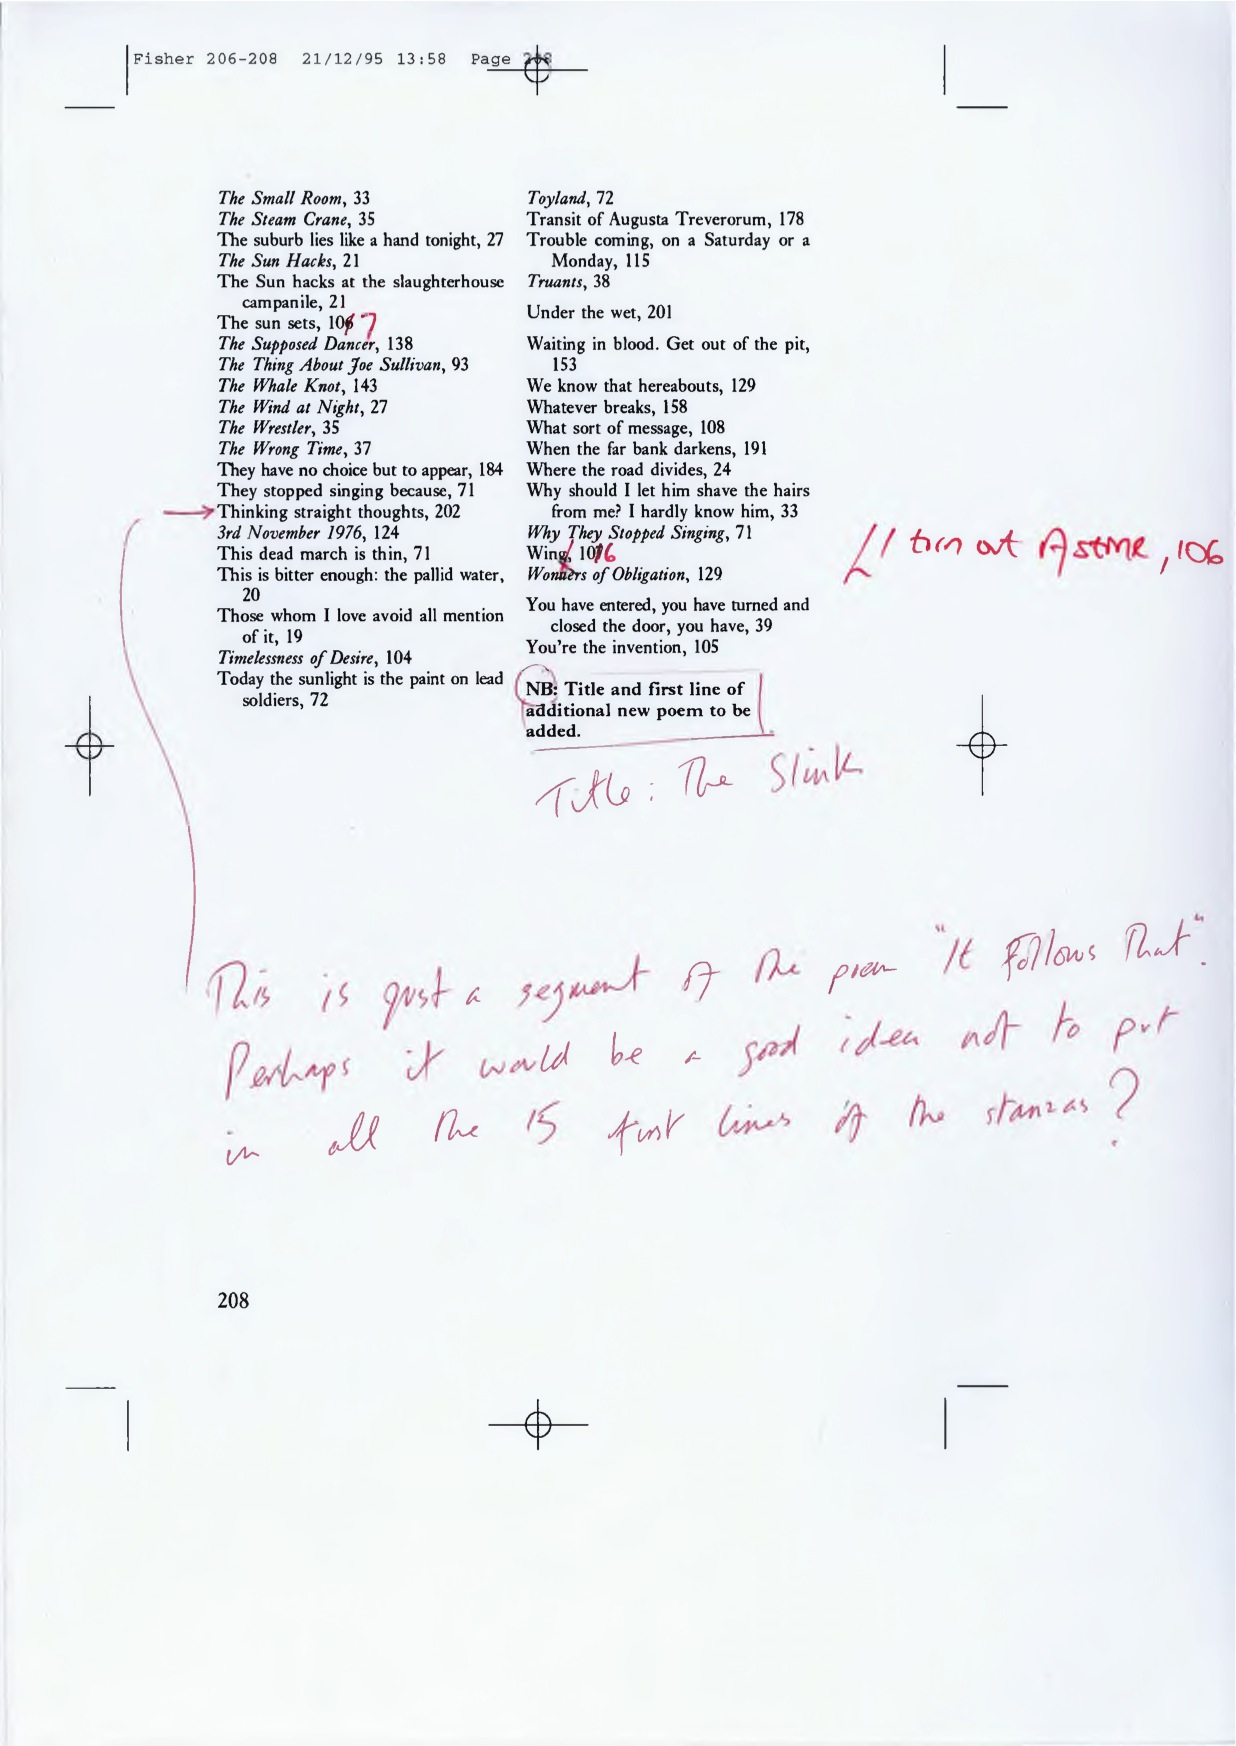 Fisher 206-208 21/12/95 13:58 Page
The Small Room, 33
The Steam Crane, 35
The suburb lies like a hand tonight, 27
The Sun Hacks, 21
The Sun hacks at the slaughterhouse
campanile, 21
The sun sets, 106 7
The Supposed Dancer, 138
The Thing About Joe Sullivan, 93
The Whale Knot, 143
The Wind at Night, 27
The Wrestler, 35
The Wrong Time, 37
They have no choice but to appear, 184
They stopped singing because, 71
Thinking straight thoughts, 202
3rd November 1976, 124
This dead march is thin, 71
This is bitter enough: the pallid water,
20
Those whom I love avoid all mention
of it, 19
Timelessness of Desire, 104
Today the sunlight is the paint on lead
soldiers, 72
Toyland, 72
Transit of Augusta Treverorum, 178
Trouble coming, on a Saturday or a
Monday, 115
Truants, 38
Under the wet, 201
Waiting in blood. Get out of the pit,
153
We know that hereabouts, 129
Whatever breaks, 158
What sort of message, 108
When the far bank darkens, 191
Where the road divides, 24
Why should I let him shave the hairs
from me? I hardly know him, 33
Why They Stopped Singing, 71
Wing, 107 6
Wonders of Obligation, 129
You have entered, you have turned and
closed the door, you have, 39
You're the invention, 105
NB: Title and first line of
additional new poem to be
added.
turn out , 106
Title: The Slink
This is just a segment of the poem "It Follows That".
Perhaps it would be a good idea not to put
in all the 15 first lines of the stanzas?
208